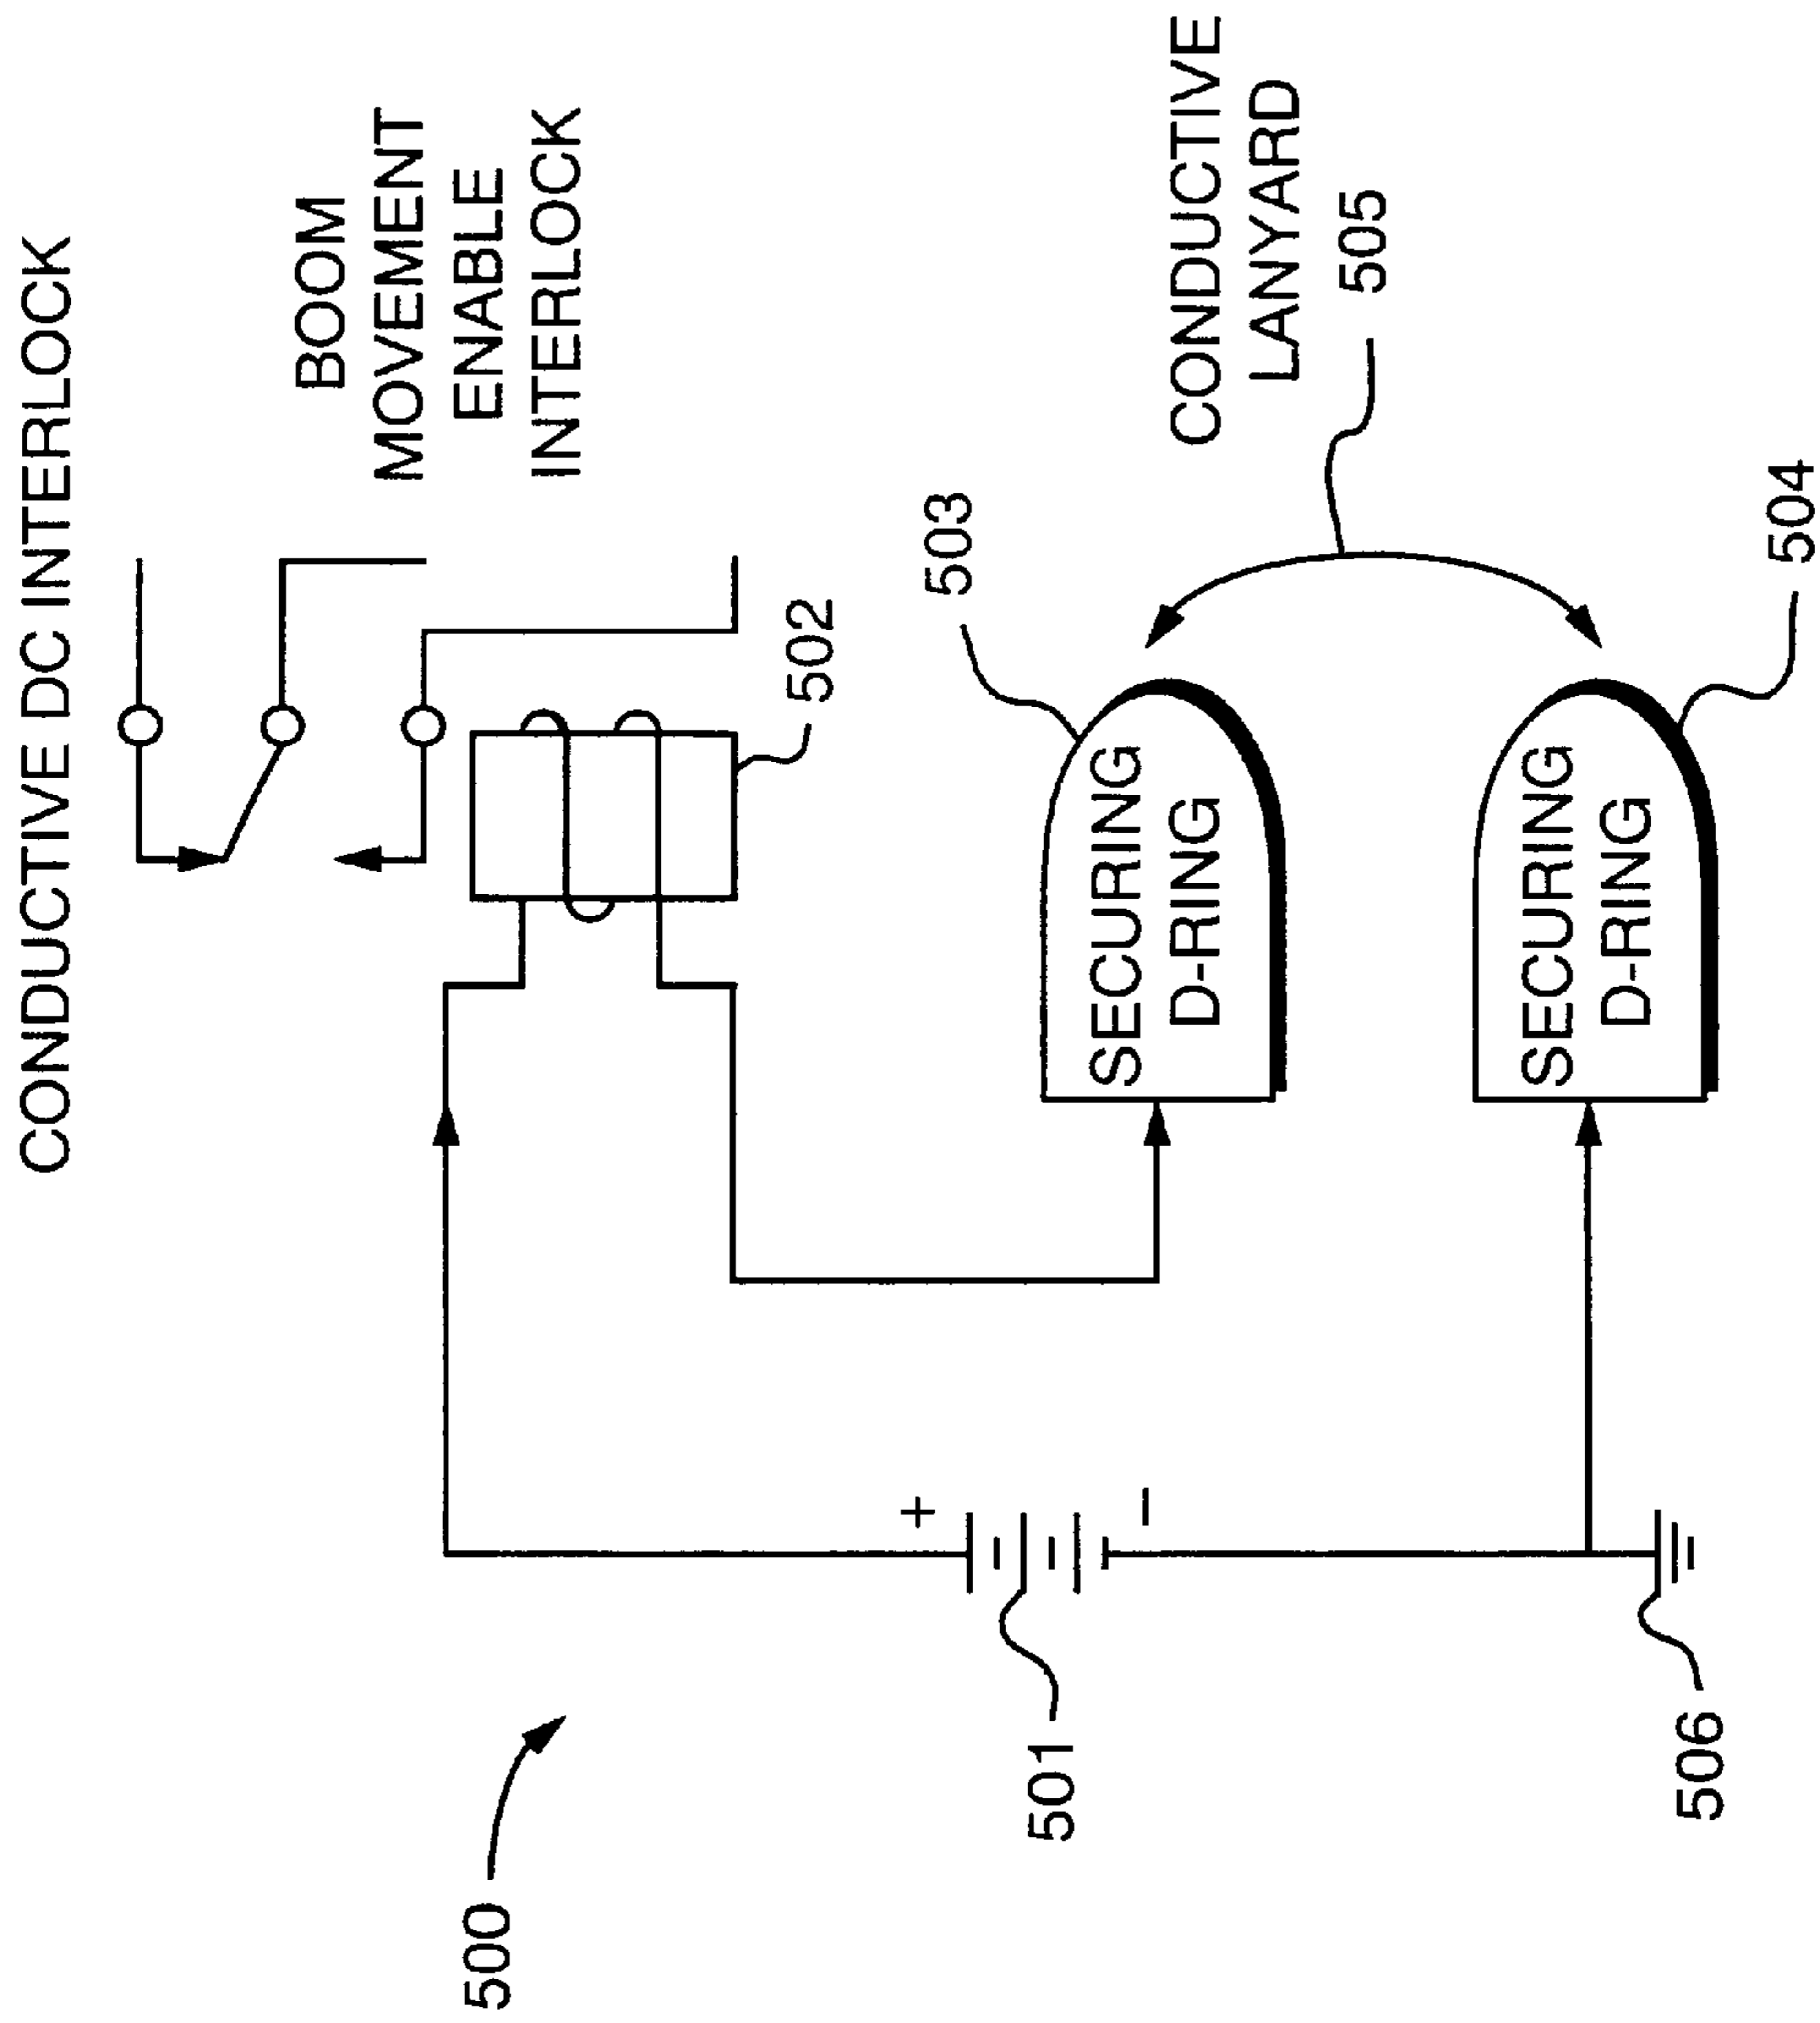 CONDUCTIVE DC INTERLOCK
BOOM
MOVEMENT
ENABLE
INTERLOCK
500
502
503
+
501
−
SECURING
D-RING
CONDUCTIVE
LANYARD
505
SECURING
D-RING
506
504